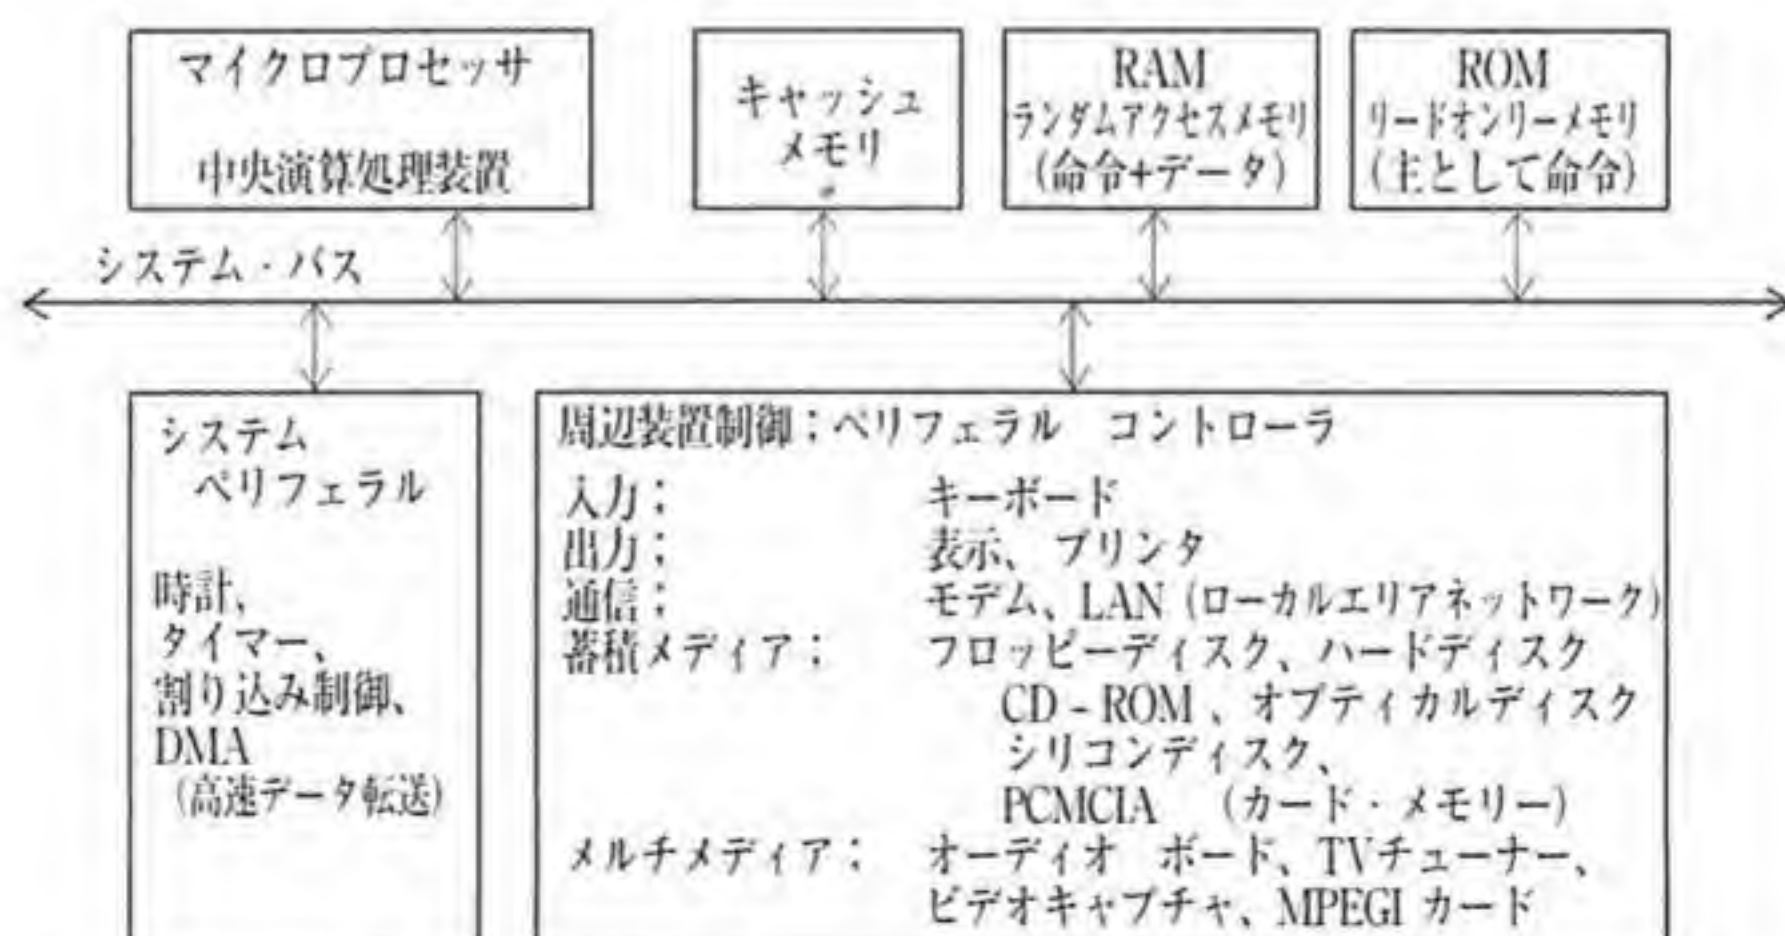 マイクロプロセッサ
中央演算処理装置
キャッシュ
メモリ
RAM
ランダムアクセスメモリ
(命令+データ)
ROM
リードオンリーメモリ
(主として命令)
システム・バス
システム
ペリフェラル
時計、
タイマー、
割り込み制御、
DMA
(高速データ転送)
周辺装置制御；ペリフェラル コントローラ
入力； キーボード
出力； 表示、プリンタ
通信； モデム、LAN (ローカルエリアネットワーク)
蓄積メディア； フロッピーディスク、ハードディスク
CD-ROM、オプティカルディスク
シリコンディスク、
PCMCIA (カード・メモリー)
メルチメディア； オーディオ ボード、TVチューナー、
ビデオキャプチャ、MPEGI カード